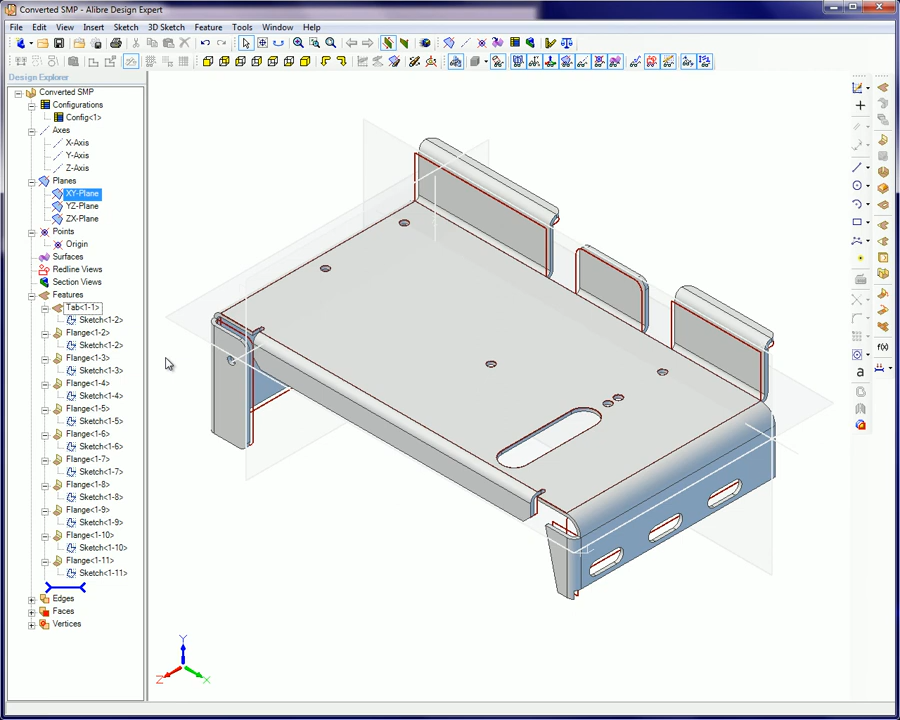 Converted SMP - Alibre Design Expert
File Edit View Insert Sketch 3D Sketch Feature Tools Window Help
Design Explorer
Converted SMP
Configurations
Config<1>
Axes
X-Axis
Y-Axis
Z-Axis
Planes
XY-Plane
YZ-Plane
ZX-Plane
Points
Origin
Surfaces
Redline Views
Section Views
Features
Tab<1-1>
Sketch<1-2>
Flange<1-2>
Sketch<1-2>
Flange<1-3>
Sketch<1-3>
Flange<1-4>
Sketch<1-4>
Flange<1-5>
Sketch<1-5>
Flange<1-6>
Sketch<1-6>
Flange<1-7>
Sketch<1-7>
Flange<1-8>
Sketch<1-8>
Flange<1-9>
Sketch<1-9>
Flange<1-10>
Sketch<1-10>
Flange<1-11>
Sketch<1-11>
Edges
Faces
Vertices
f(x)
a
Y
Z
X